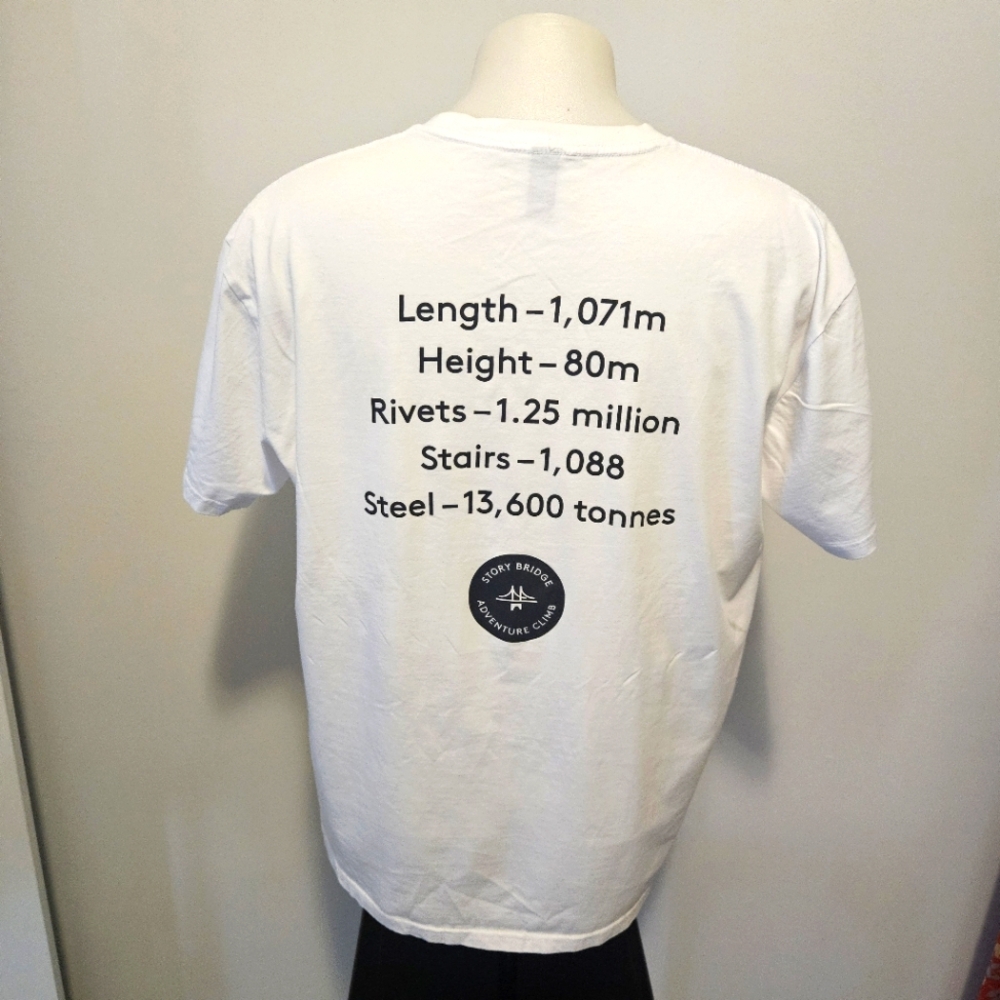 Length – 1,071m
Height – 80m
Rivets – 1.25 million
Stairs – 1,088
Steel – 13,600 tonnes
STORY BRIDGE
ADVENTURE CLIMB